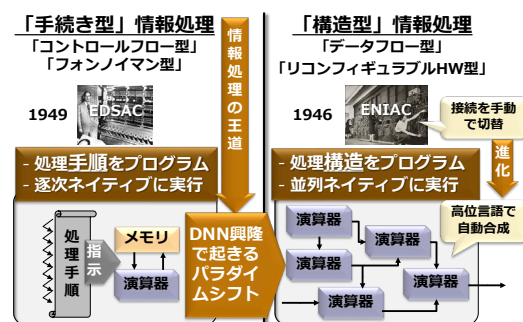 「手続き型」情報処理
「コントロールフロー型」
「フォンノイマン型」
1949
EDSAC
- 処理手順をプログラム
- 逐次ネイティブに実行
処理手順
指示
メモリ
演算器
情報処理の王道
DNN興隆
で起きる
パラダイ
ムシフト
「構造型」情報処理
「データフロー型」
「リコンフィギュラブルHW型」
1946
ENIAC
接続を手動
で切替
- 処理構造をプログラム
- 並列ネイティブに実行
進化
高位言語で
自動合成
演算器
演算器
演算器
演算器